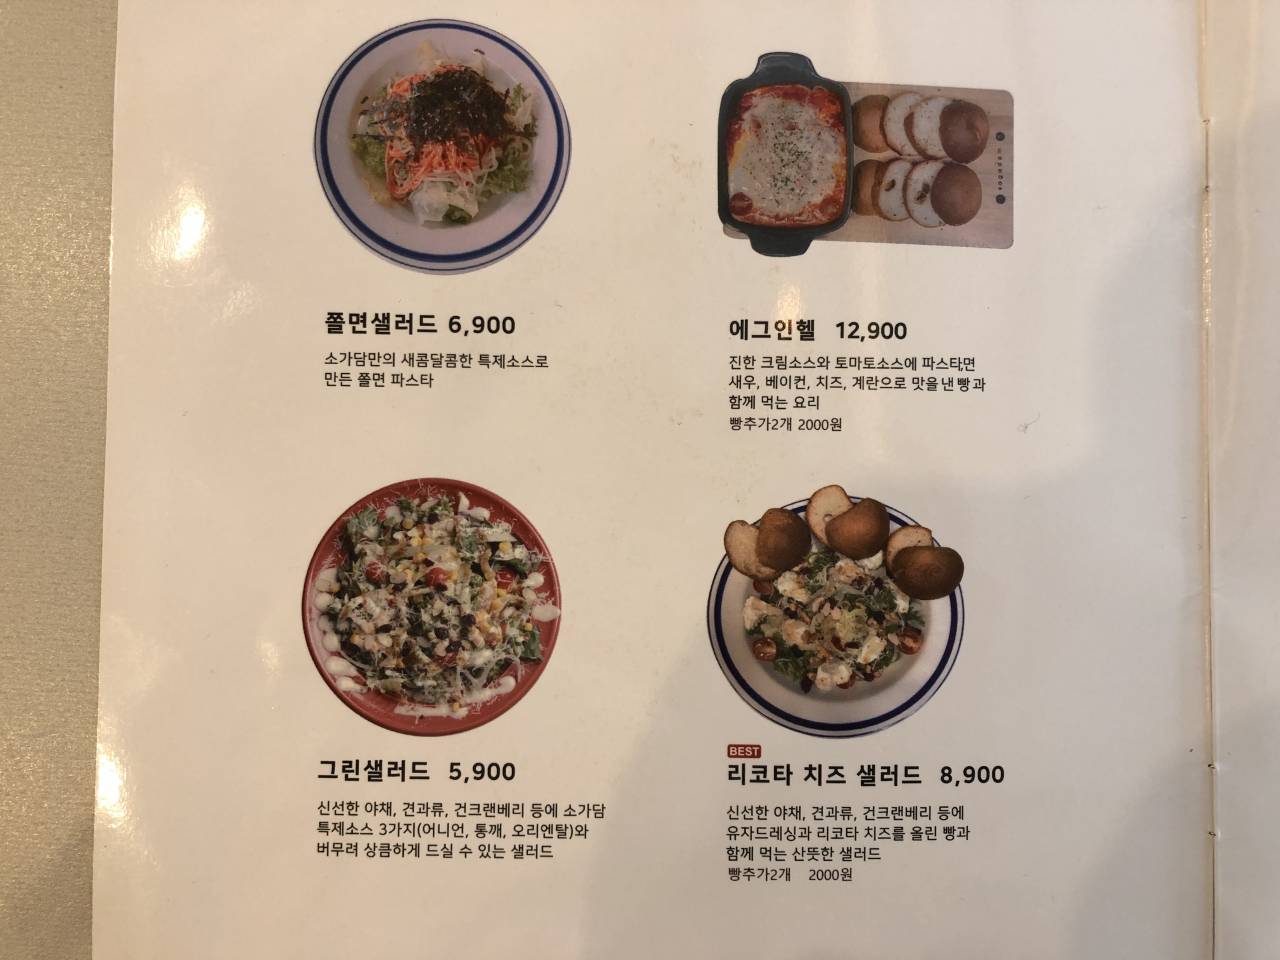 쫄면샐러드 6,900
소가담만의 새콤달콤한 특제소스로
만든 쫄면 파스타
에그인헬 12,900
진한 크림소스와 토마토소스에 파스타면
새우, 베이컨, 치즈, 계란으로 맛을낸빵과
함께 먹는 요리
빵추가2개 2000원
그린샐러드 5,900
신선한 야채, 견과류, 건크랜베리 등에 소가담
특제소스 3가지(어니언, 통깨, 오리엔탈)와
버무려 상큼하게 드실 수 있는 샐러드
BEST
리코타 치즈 샐러드 8,900
신선한 야채, 견과류, 건크랜베리 등에
유자드레싱과 리코타 치즈를 올린 빵과
함께 먹는 산뜻한 샐러드
빵추가2개 2000원